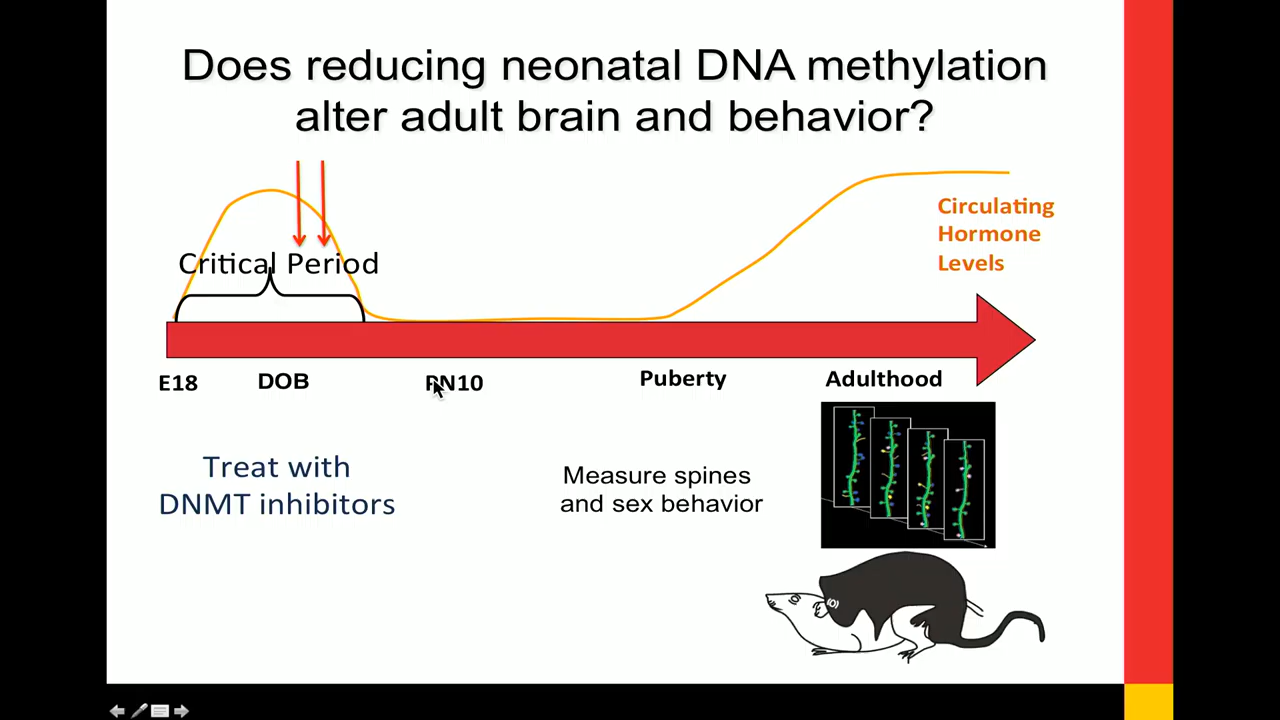 Does reducing neonatal DNA methylation
alter adult brain and behavior?
Circulating
Hormone
Levels
Critical Period
E18
DOB
PN10
Puberty
Adulthood
Treat with
DNMT inhibitors
Measure spines
and sex behavior